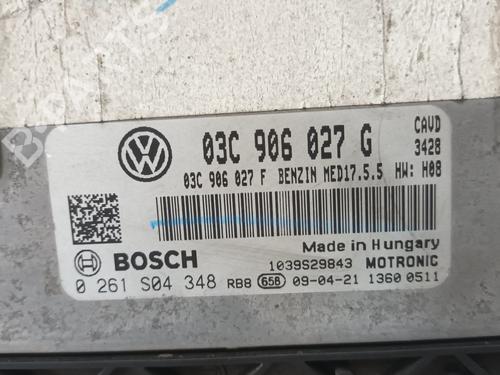 B-PARTS
03C 906 027 G CAVD
03C 906 027 F BENZIN MED17.5.5 3428
HW: H08
Made in Hungary
BOSCH 1039S29843 MOTRONIC
0 261 S04 348 RB8 658 09-04-21 1360 0511